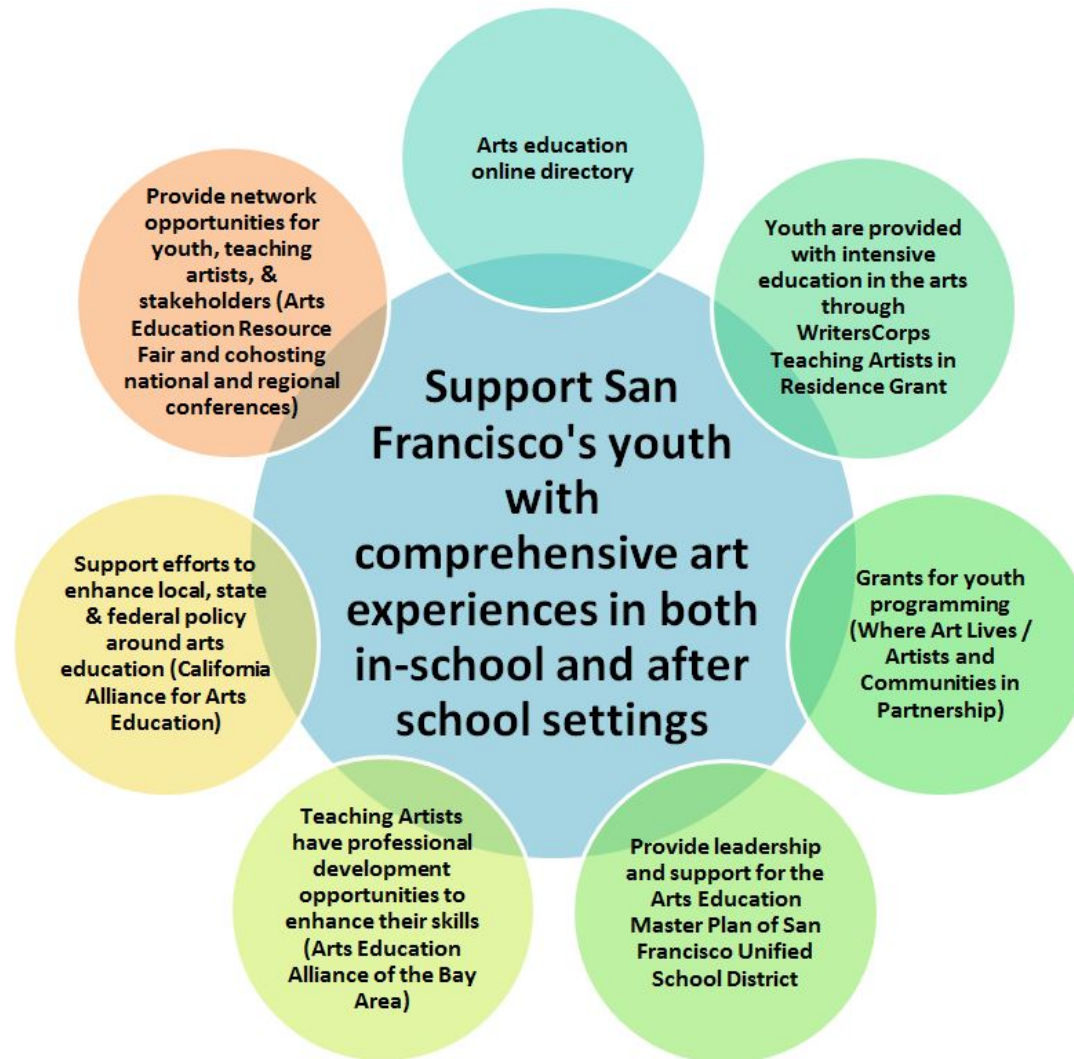 Arts education
online directory
Youth are provided
with intensive
education in the arts
through
WritersCorps
Teaching Artists in
Residence Grant
Grants for youth
programming
(Where Art Lives /
Artists and
Communities in
Partnership)
Provide leadership
and support for the
Arts Education
Master Plan of San
Francisco Unified
School District
Teaching Artists
have professional
development
opportunities to
enhance their skills
(Arts Education
Alliance of the Bay
Area)
Support efforts to
enhance local, state
& federal policy
around arts
education (California
Alliance for Arts
Education)
Provide network
opportunities for
youth, teaching
artists, &
stakeholders (Arts
Education Resource
Fair and cohosting
national and regional
conferences)
Support San
Francisco's youth
with
comprehensive art
experiences in both
in-school and after
school settings